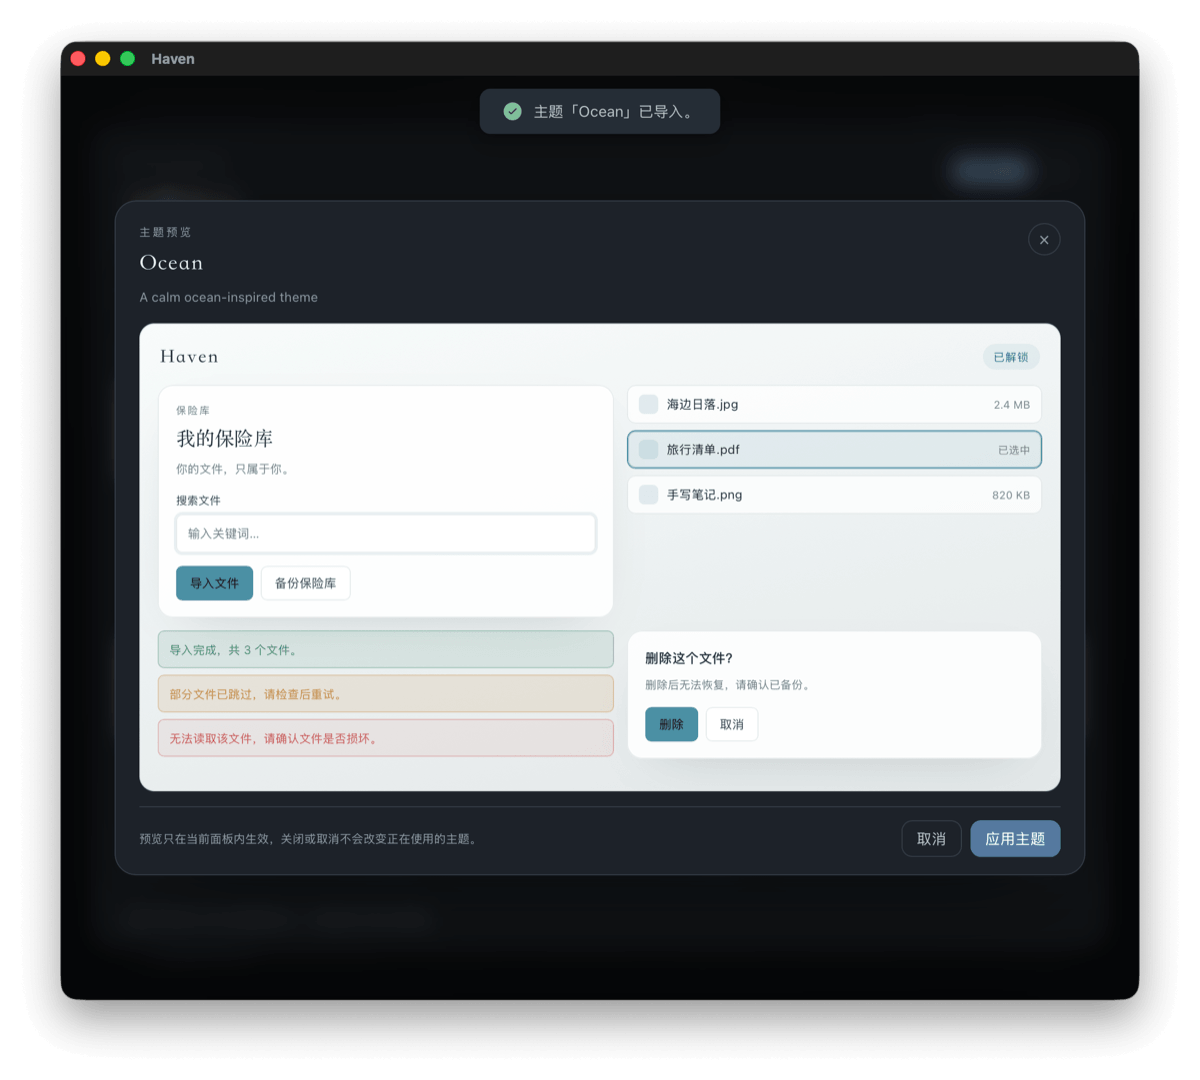 Haven
主题「Ocean」已导入。
主题预览
Ocean
A calm ocean-inspired theme
Haven
已解锁
保险库
我的保险库
你的文件，只属于你。
搜索文件
输入关键词...
导入文件
备份保险库
海边日落.jpg
2.4 MB
旅行清单.pdf
已选中
手写笔记.png
820 KB
导入完成，共 3 个文件。
部分文件已跳过，请检查后重试。
无法读取该文件，请确认文件是否损坏。
删除这个文件?
删除后无法恢复，请确认已备份。
删除
取消
预览只在当前面板内生效，关闭或取消不会改变正在使用的主题。
取消
应用主题